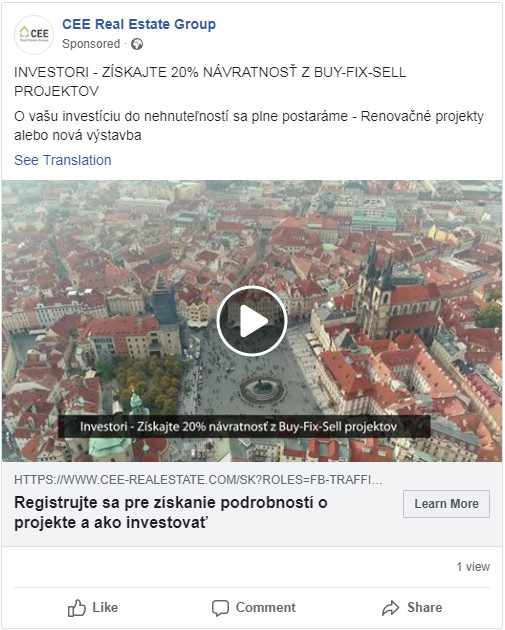 CEE
Real Estate Group
CEE Real Estate Group
Sponsored ·
INVESTORI - ZÍSKAJTE 20% NÁVRATNOSŤ Z BUY-FIX-SELL
PROJEKTOV
O vašu investíciu do nehnuteľností sa plne postaráme - Renovačné projekty
alebo nová výstavba
See Translation
Investori - Získajte 20% návratnosť z Buy-Fix-Sell projektov
HTTPS://WWW.CEE-REALESTATE.COM/SK?ROLES=FB-TRAFFI...
Registrujte sa pre získanie podrobností o
projekte a ako investovať
Learn More
1 view
Like
Comment
Share